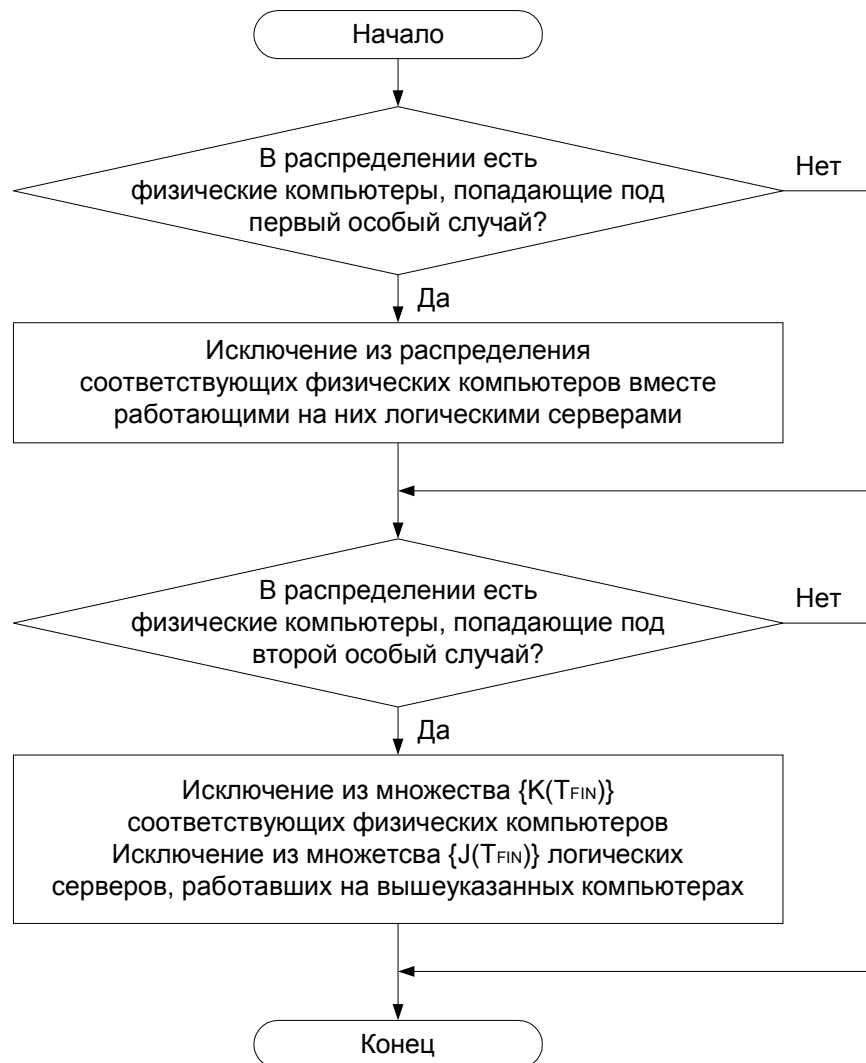 Начало
В распределении есть
физические компьютеры, попадающие под
первый особый случай?
Нет
Да
Исключение из распределения
соответствующих физических компьютеров вместе
работающими на них логическими серверами
В распределении есть
физические компьютеры, попадающие под
второй особый случай?
Нет
Да
Исключение из множества {K(TFIN)}
соответствующих физических компьютеров
Исключение из множетсва {J(TFIN)} логических
серверов, работавших на вышеуказанных компьютерах
Конец